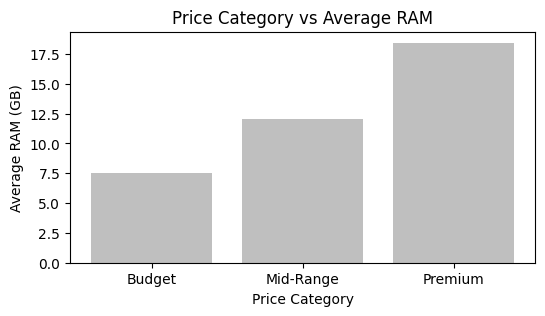 Price Category vs Average RAM
Average RAM (GB)
17.5
15.0
12.5
10.0
7.5
5.0
2.5
0.0
Budget Mid-Range Premium
Price Category